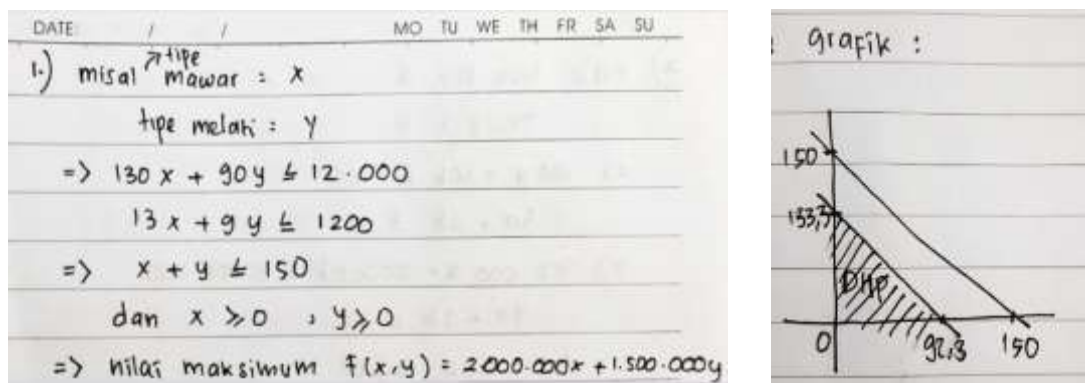 DATE: / / MO TU WE TH FR SA SU
↗ tipe
1.) misal mawar : x
tipe melati : y
=> 130 x + 90 y ≤ 12.000
13 x + 9 y ≤ 1200
=> x + y ≤ 150
dan x ≥ 0 , y ≥ 0
=> nilai maksimum f(x,y) = 2.000.000x + 1.500.000y
: grafik :
150
133,3
DHP
0 92,3 150